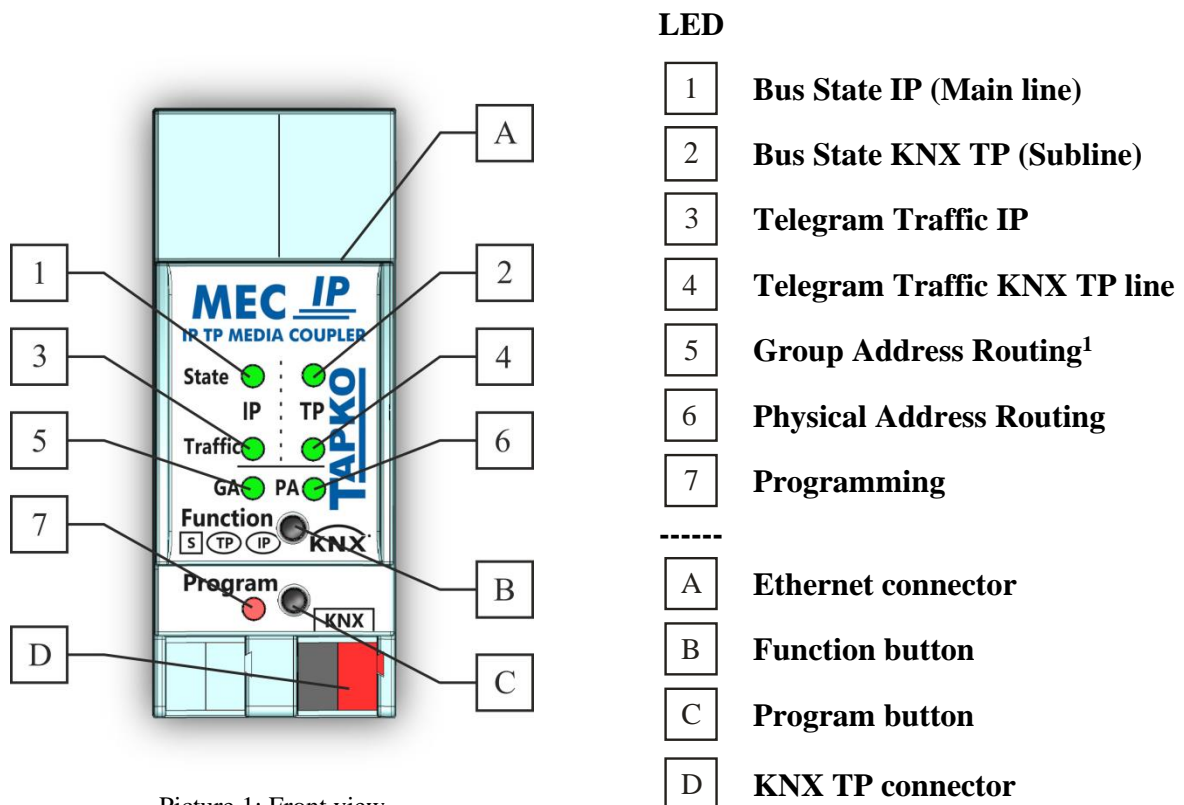 LED
1 Bus State IP (Main line)
2 Bus State KNX TP (Subline)
3 Telegram Traffic IP
4 Telegram Traffic KNX TP line
5 Group Address Routing1
6 Physical Address Routing
7 Programming
------
A Ethernet connector
B Function button
C Program button
D KNX TP connector
A
1
2
3
4
5
6
7
B
D
C
MEC IP
IP TP MEDIA COUPLER
State
IP TP
Traffic
GA PA
TAPKO
Function
S TP IP KNX
Program
KNX
Picture 1: Front view